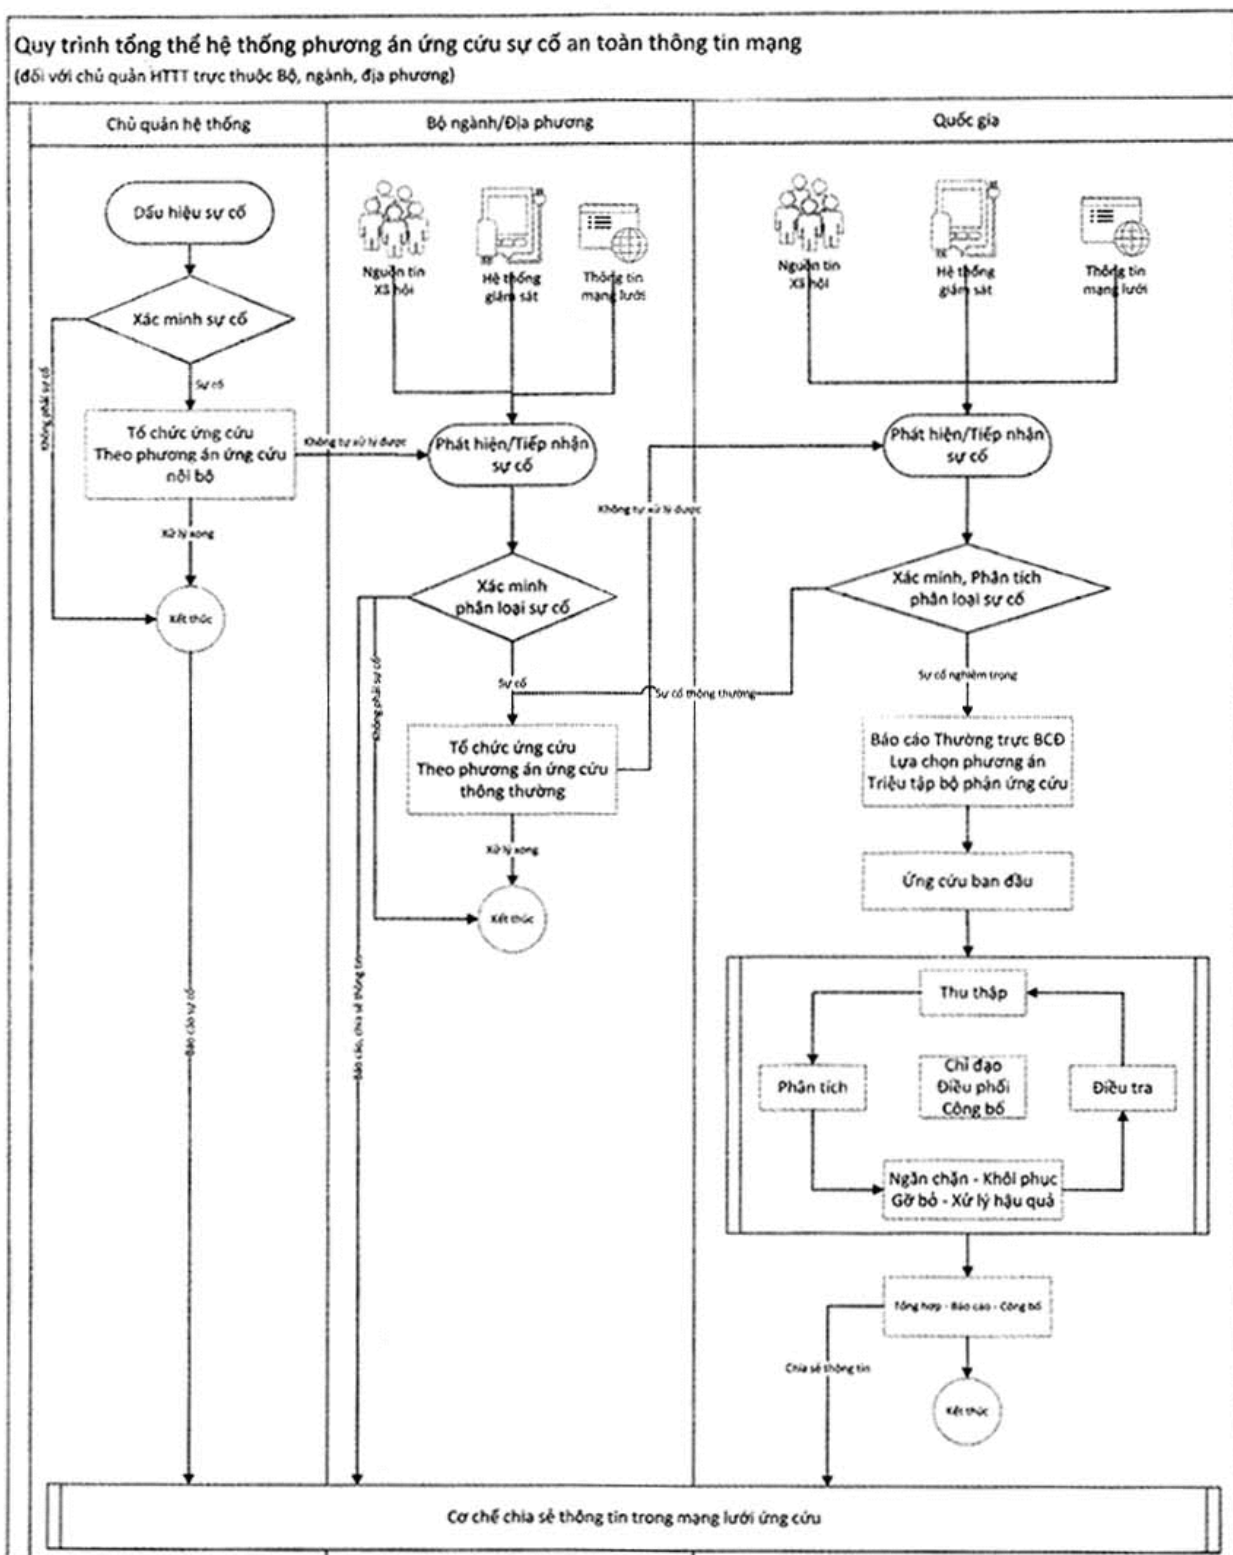 Quy trình tổng thể hệ thống phương án ứng cứu sự cố an toàn thông tin mạng
(đối với chủ quản HTTT trực thuộc Bộ, ngành, địa phương)
Chủ quản hệ thống
Bộ ngành/Địa phương
Quốc gia
Dấu hiệu sự cố
Xác minh sự cố
Không phải sự cố
Sự cố
Tổ chức ứng cứu
Theo phương án ứng cứu
nội bộ
Không tự xử lý được
Xử lý xong
Kết thúc
Báo cáo sự cố
Nguồn tin
Xã hội
Hệ thống
giám sát
Thông tin
mạng lưới
Phát hiện/Tiếp nhận
sự cố
Xác minh
phân loại sự cố
Không phải sự cố
Sự cố
Tổ chức ứng cứu
Theo phương án ứng cứu
thông thường
Không tự xử lý được
Xử lý xong
Kết thúc
Báo cáo, chia sẻ thông tin
Nguồn tin
Xã hội
Hệ thống
giám sát
Thông tin
mạng lưới
Phát hiện/Tiếp nhận
sự cố
Xác minh, Phân tích
phân loại sự cố
Sự cố thông thường
Sự cố nghiêm trọng
Báo cáo Thường trực BCĐ
Lựa chọn phương án
Triệu tập bộ phận ứng cứu
Ứng cứu ban đầu
Thu thập
Phân tích
Chỉ đạo
Điều phối
Công bố
Điều tra
Ngăn chặn - Khôi phục
Gỡ bỏ - Xử lý hậu quả
Tổng hợp - Báo cáo - Công bố
Chia sẻ thông tin
Kết thúc
Cơ chế chia sẻ thông tin trong mạng lưới ứng cứu